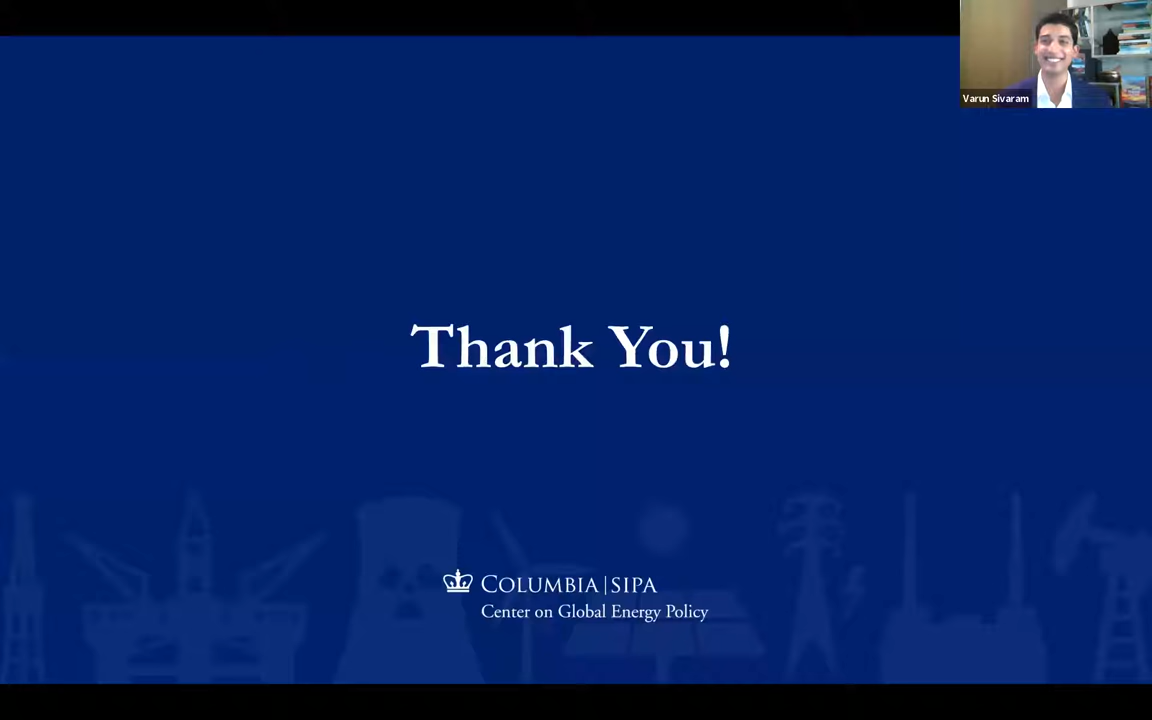 Varun Sivaram
Thank You!
COLUMBIA | SIPA
Center on Global Energy Policy